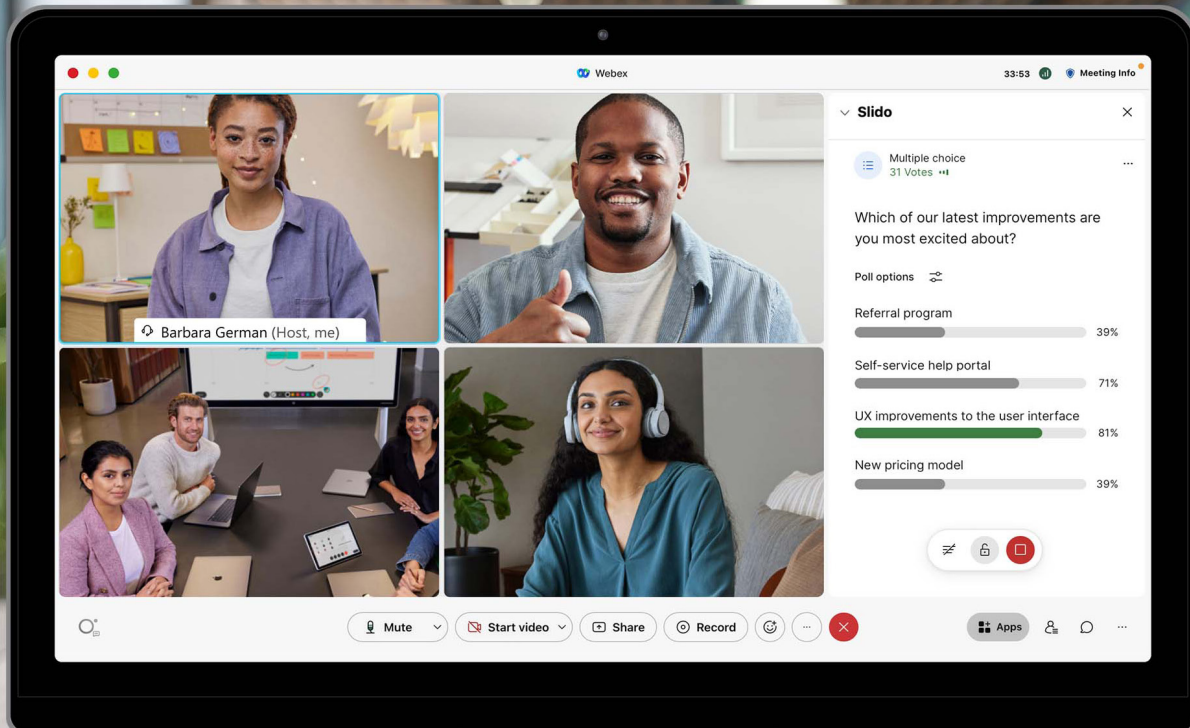 Webex
33:53
Meeting Info
Barbara German (Host, me)
Slido
Multiple choice
31 Votes
Which of our latest improvements are
you most excited about?
Poll options
Referral program
39%
Self-service help portal
71%
UX improvements to the user interface
81%
New pricing model
39%
Mute
Start video
Share
Record
Apps